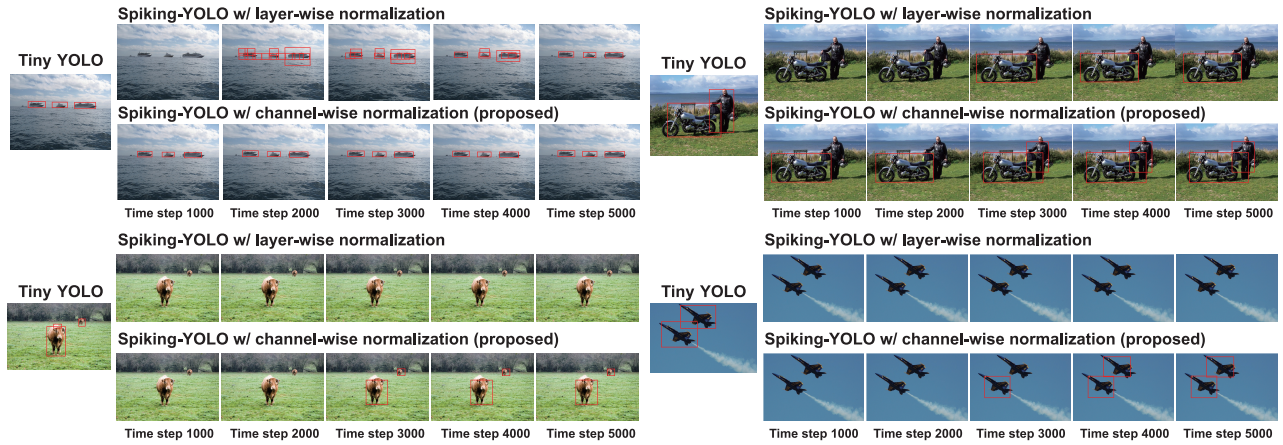 Spiking-YOLO w/ layer-wise normalization
Tiny YOLO
Spiking-YOLO w/ channel-wise normalization (proposed)
Time step 1000 Time step 2000 Time step 3000 Time step 4000 Time step 5000
Spiking-YOLO w/ layer-wise normalization
Tiny YOLO
Spiking-YOLO w/ channel-wise normalization (proposed)
Time step 1000 Time step 2000 Time step 3000 Time step 4000 Time step 5000
Spiking-YOLO w/ layer-wise normalization
Tiny YOLO
Spiking-YOLO w/ channel-wise normalization (proposed)
Time step 1000 Time step 2000 Time step 3000 Time step 4000 Time step 5000
Spiking-YOLO w/ layer-wise normalization
Tiny YOLO
Spiking-YOLO w/ channel-wise normalization (proposed)
Time step 1000 Time step 2000 Time step 3000 Time step 4000 Time step 5000